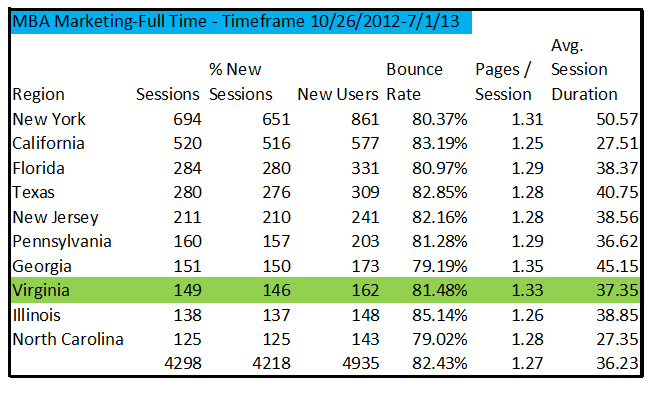 MBA Marketing-Full Time - Timeframe 10/26/2012-7/1/13
Region Sessions % New Sessions New Users Bounce Rate Pages / Session Avg. Session Duration
New York 694 651 861 80.37% 1.31 50.57
California 520 516 577 83.19% 1.25 27.51
Florida 284 280 331 80.97% 1.29 38.37
Texas 280 276 309 82.85% 1.28 40.75
New Jersey 211 210 241 82.16% 1.28 38.56
Pennsylvania 160 157 203 81.28% 1.29 36.62
Georgia 151 150 173 79.19% 1.35 45.15
Virginia 149 146 162 81.48% 1.33 37.35
Illinois 138 137 148 85.14% 1.26 38.85
North Carolina 125 125 143 79.02% 1.28 27.35
4298 4218 4935 82.43% 1.27 36.23